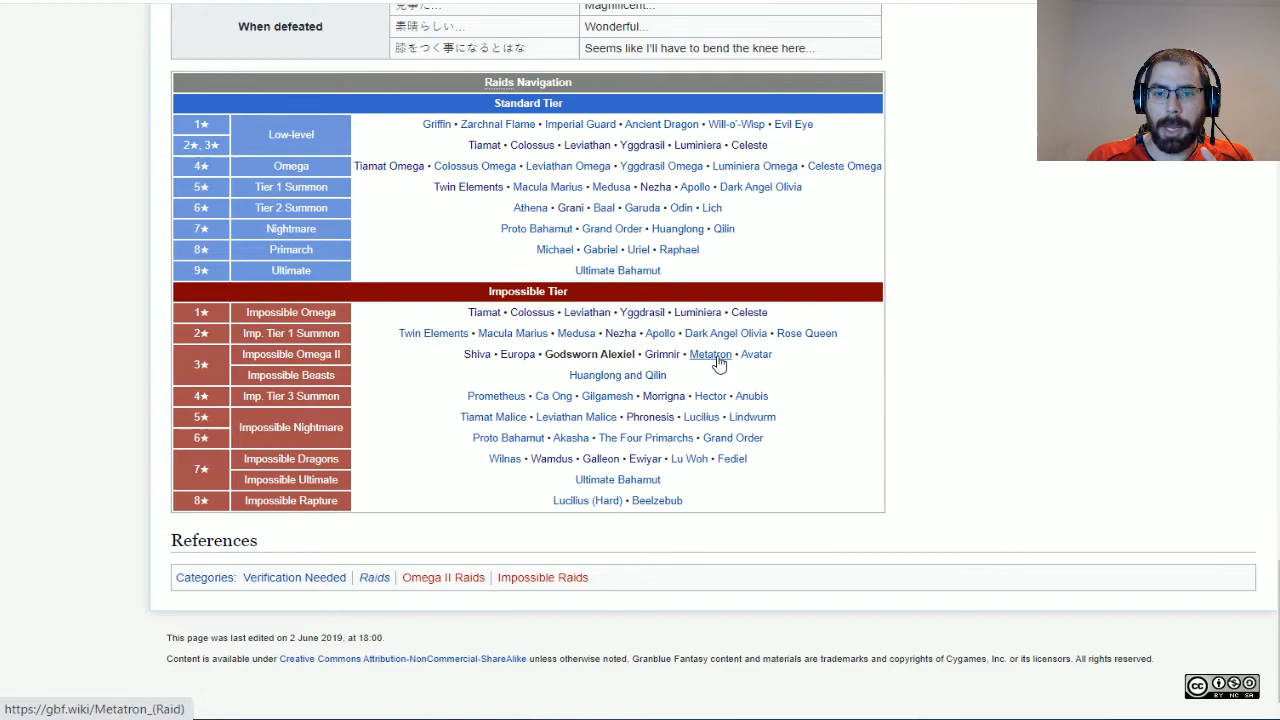 見事だ… Magnificent...
When defeated 素晴らしい… Wonderful...
膝をつく事になるとはな Seems like I'll have to bend the knee here...
Raids Navigation
Standard Tier
1★ Low-level Griffin • Zarchnal Flame • Imperial Guard • Ancient Dragon • Will-o'-Wisp • Evil Eye
2★, 3★ Tiamat • Colossus • Leviathan • Yggdrasil • Luminiera • Celeste
4★ Omega Tiamat Omega • Colossus Omega • Leviathan Omega • Yggdrasil Omega • Luminiera Omega • Celeste Omega
5★ Tier 1 Summon Twin Elements • Macula Marius • Medusa • Nezha • Apollo • Dark Angel Olivia
6★ Tier 2 Summon Athena • Grani • Baal • Garuda • Odin • Lich
7★ Nightmare Proto Bahamut • Grand Order • Huanglong • Qilin
8★ Primarch Michael • Gabriel • Uriel • Raphael
9★ Ultimate Ultimate Bahamut
Impossible Tier
1★ Impossible Omega Tiamat • Colossus • Leviathan • Yggdrasil • Luminiera • Celeste
2★ Imp. Tier 1 Summon Twin Elements • Macula Marius • Medusa • Nezha • Apollo • Dark Angel Olivia • Rose Queen
3★ Impossible Omega II Shiva • Europa • Godsworn Alexiel • Grimnir • Metatron • Avatar
Impossible Beasts Huanglong and Qilin
4★ Imp. Tier 3 Summon Prometheus • Ca Ong • Gilgamesh • Morrigna • Hector • Anubis
5★ Impossible Nightmare Tiamat Malice • Leviathan Malice • Phronesis • Lucilius • Lindwurm
6★ Proto Bahamut • Akasha • The Four Primarchs • Grand Order
7★ Impossible Dragons Wilnas • Wamdus • Galleon • Ewiyar • Lu Woh • Fediel
Impossible Ultimate Ultimate Bahamut
8★ Impossible Rapture Lucilius (Hard) • Beelzebub
References
Categories: Verification Needed | Raids | Omega II Raids | Impossible Raids
This page was last edited on 2 June 2019, at 18:00.
Content is available under Creative Commons Attribution-NonCommercial-ShareAlike unless otherwise noted, Granblue Fantasy content and materials are trademarks and copyrights of Cygames, Inc. or its licensors. All rights reserved.
cc BY NC SA
https://gbf.wiki/Metatron_(Raid)